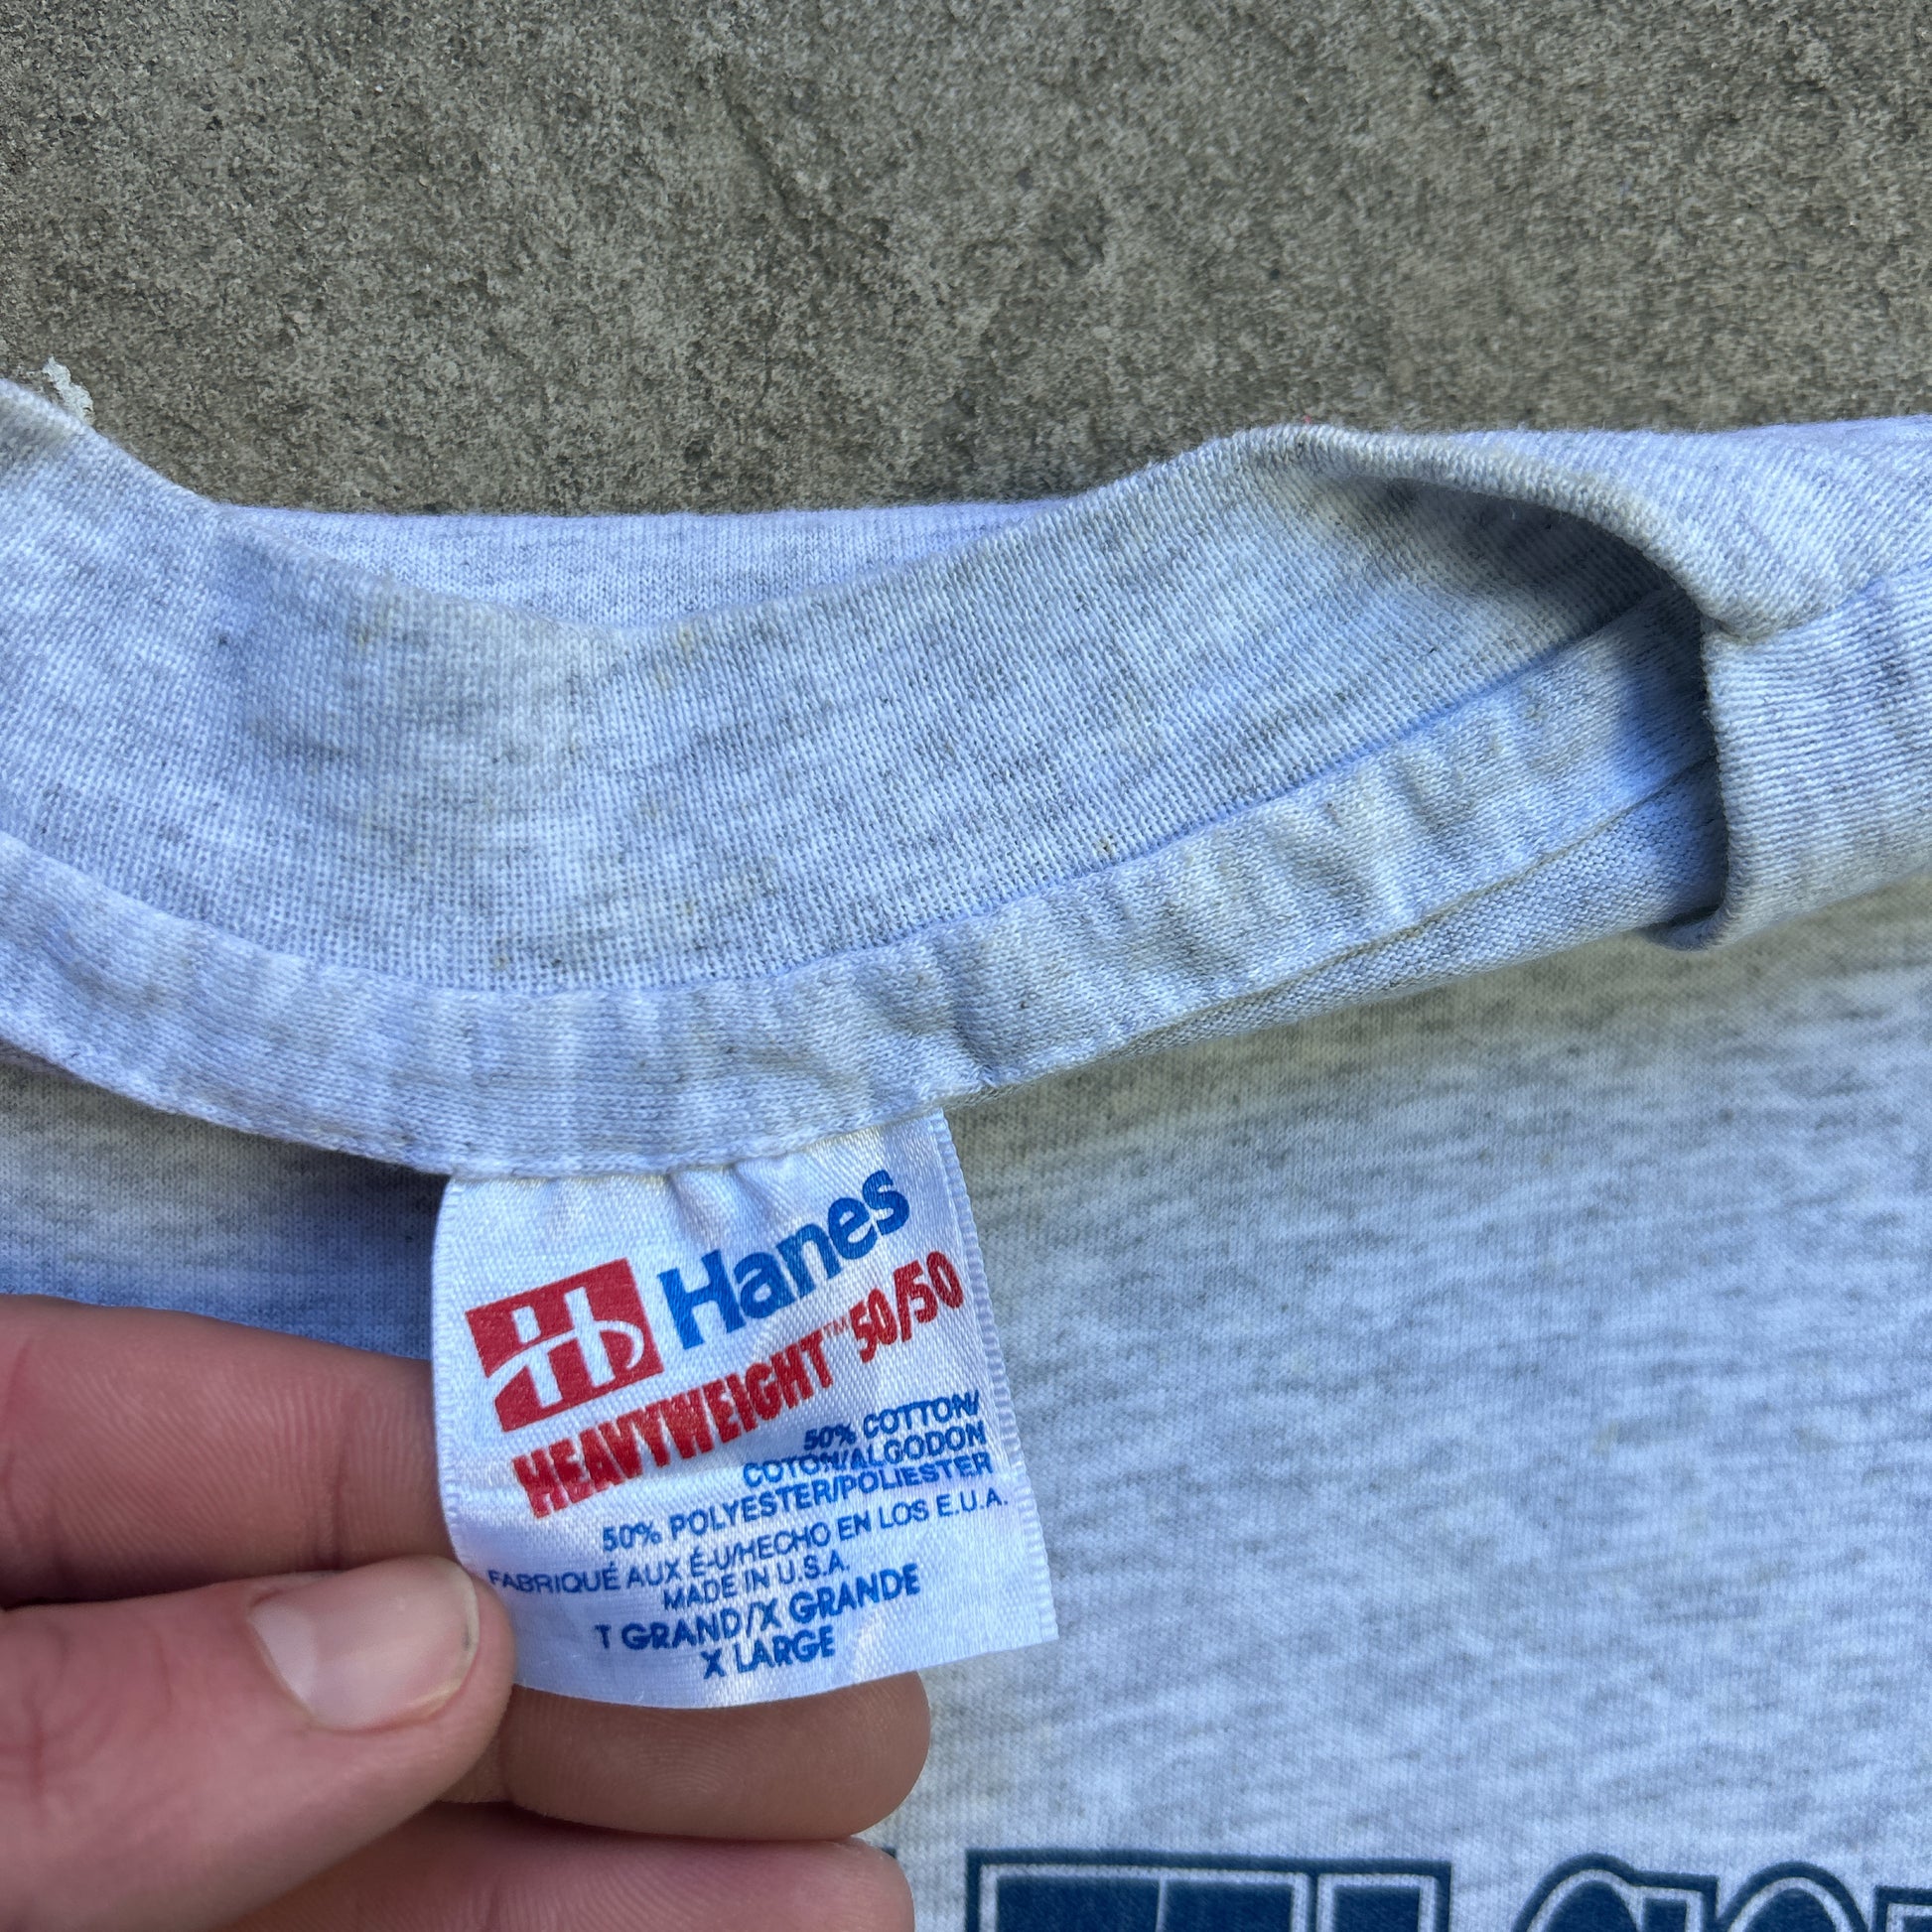 Hanes
HEAVYWEIGHT™ 50/50
50% COTTON/
COTON/ALGODON
50% POLYESTER/POLIESTER
FABRIQUÉ AUX É-U/HECHO EN LOS E.U.A.
MADE IN U.S.A.
T GRAND/X GRANDE
X LARGE